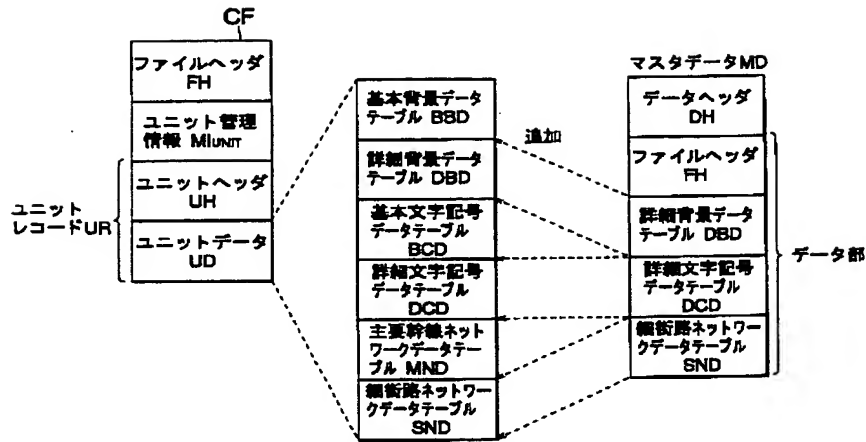 CF
ファイルヘッダ
FH
ユニット管理
情報 MIUNIT
ユニットヘッダ
UH
ユニットデータ
UD
ユニット
レコードUR
基本背景データ
テーブル BBD
詳細背景データ
テーブル DBD
基本文字記号
データテーブル
BCD
詳細文字記号
データテーブル
DCD
主要幹線ネット
ワークデータテー
ブル MND
細街路ネットワー
クデータテーブル
SND
追加
マスタデータMD
データヘッダ
DH
ファイルヘッダ
FH
詳細背景データ
テーブル DBD
詳細文字記号
データテーブル
DCD
細街路ネットワー
クデータテーブル
SND
データ部